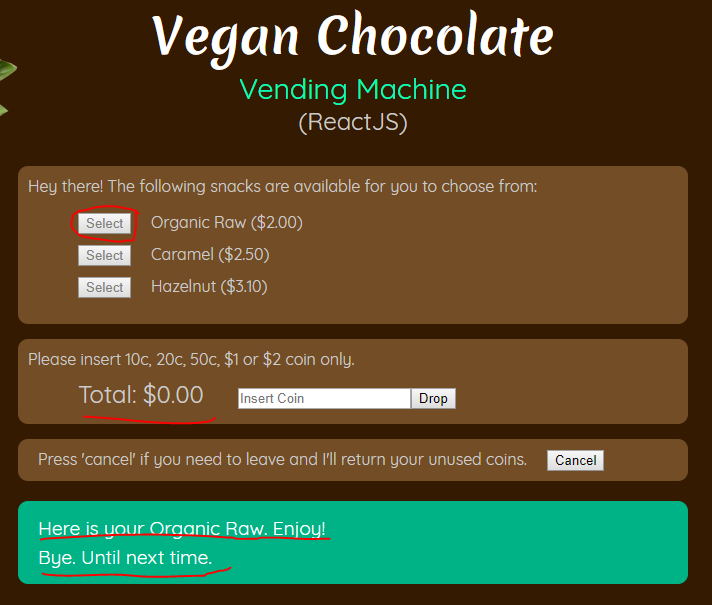 Vegan Chocolate
Vending Machine
(ReactJS)
Hey there! The following snacks are available for you to choose from:
Select Organic Raw ($2.00)
Select Caramel ($2.50)
Select Hazelnut ($3.10)
Please insert 10c, 20c, 50c, $1 or $2 coin only.
Total: $0.00 Insert Coin Drop
Press 'cancel' if you need to leave and I'll return your unused coins. Cancel
Here is your Organic Raw. Enjoy!
Bye. Until next time.